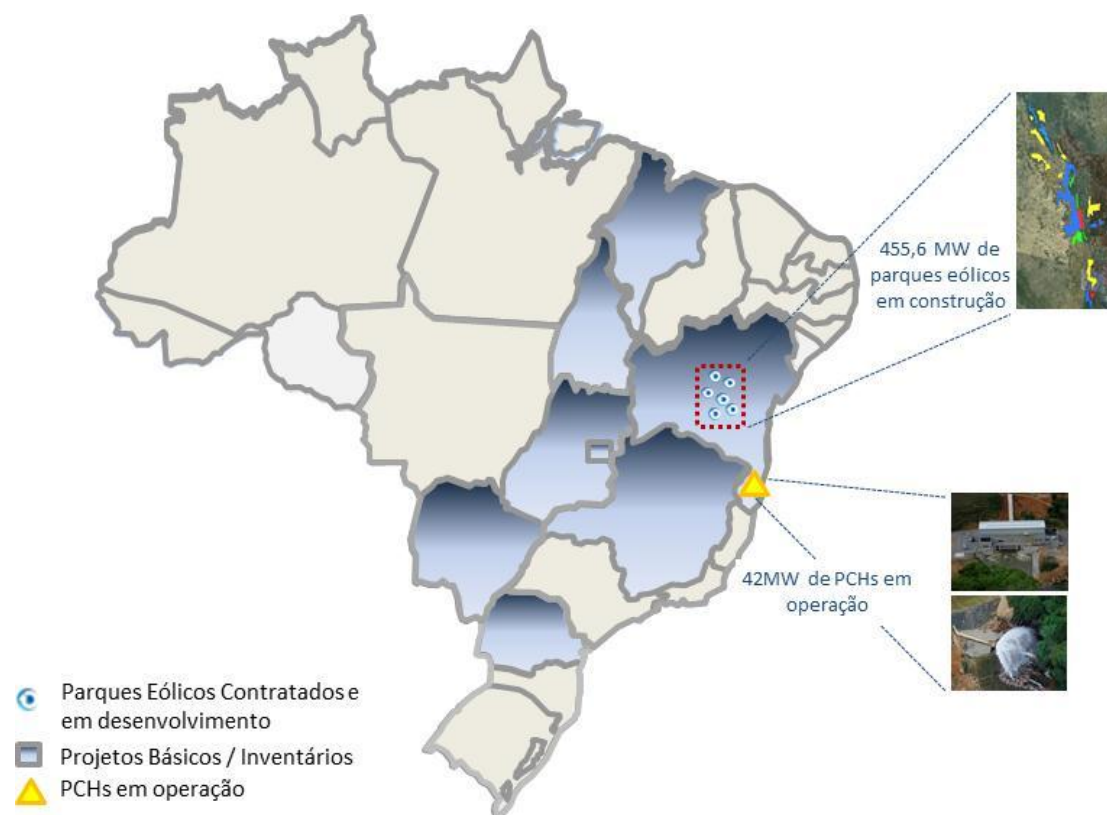 455,6 MW de
parques eólicos
em construção
42MW de PCHs em
operação
Parques Eólicos Contratados e
em desenvolvimento
Projetos Básicos / Inventários
PCHs em operação